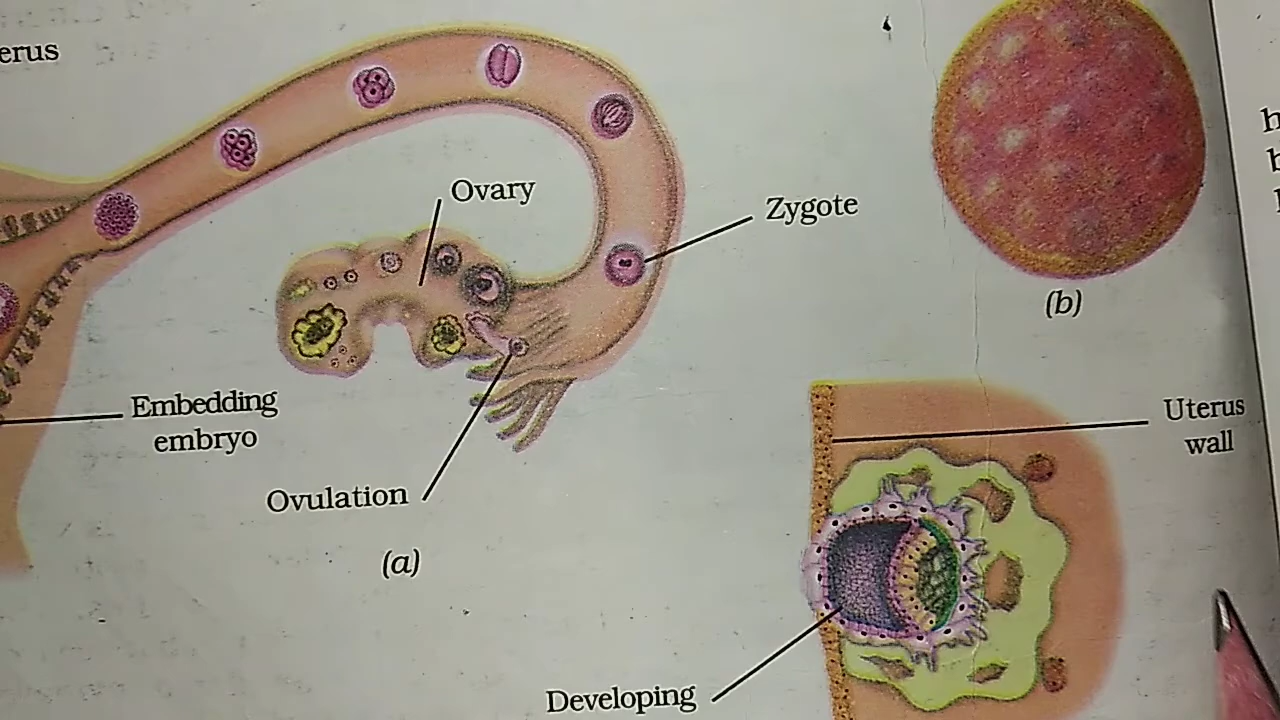 erus
Ovary
Zygote
(b)
Embedding
embryo
Uterus
wall
Ovulation
(a)
Developing